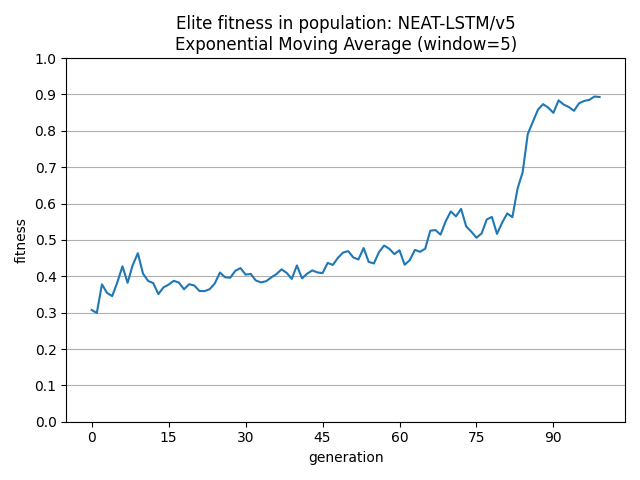 Elite fitness in population: NEAT-LSTM/v5
Exponential Moving Average (window=5)
1.0
0.9
0.8
0.7
0.6
0.5
0.4
0.3
0.2
0.1
0.0
fitness
0 15 30 45 60 75 90
generation